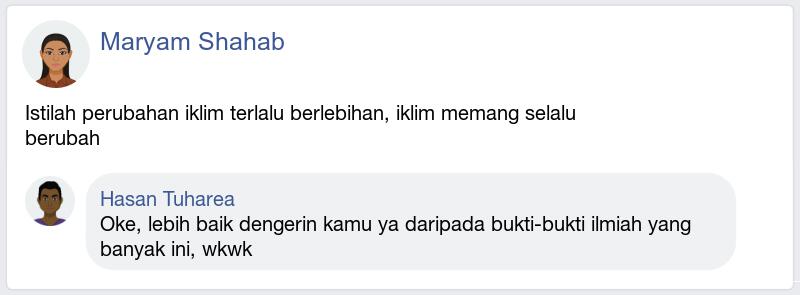 Maryam Shahab
Istilah perubahan iklim terlalu berlebihan, iklim memang selalu
berubah
Hasan Tuharea
Oke, lebih baik dengerin kamu ya daripada bukti-bukti ilmiah yang
banyak ini, wkwk